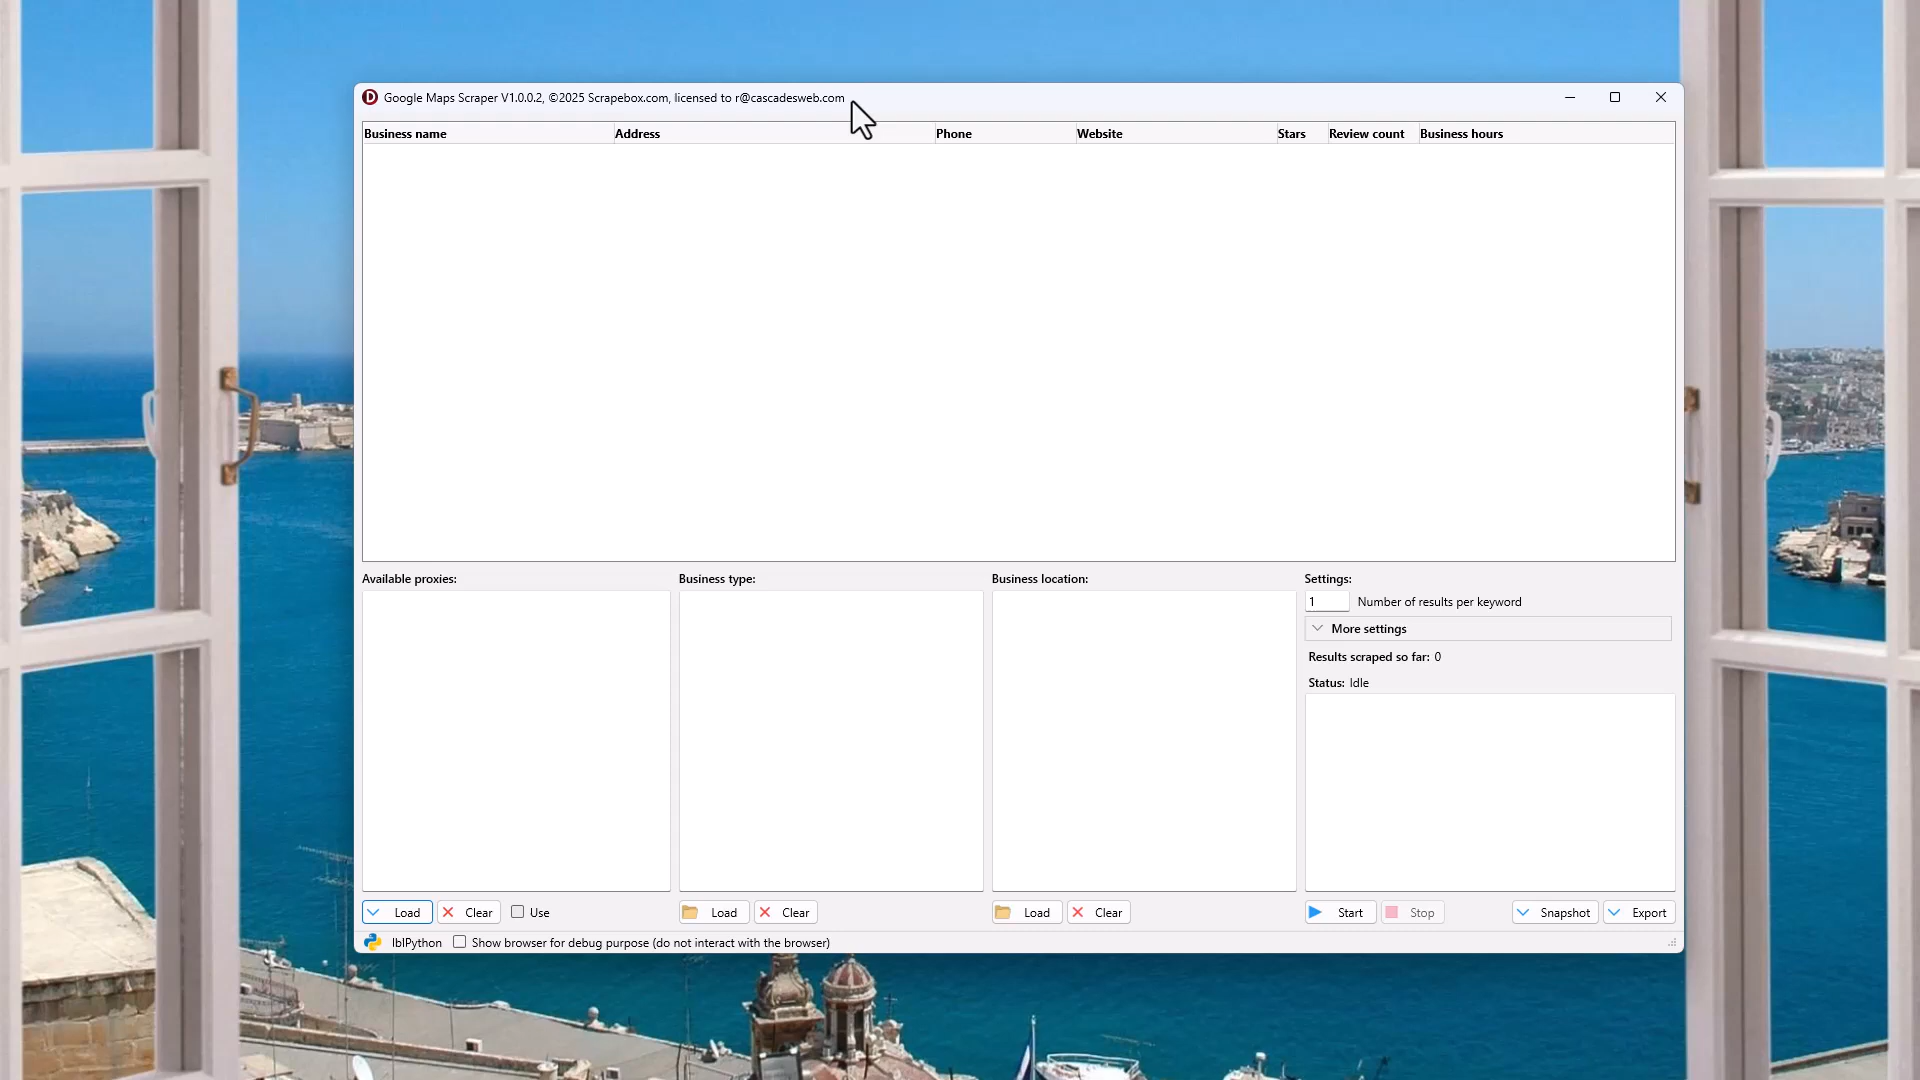 Google Maps Scraper V1.0.0.2, ©2025 Scrapebox.com, licensed to r@cascadesweb.com
Business name Address Phone Website Stars Review count Business hours
Available proxies: Business type: Business location: Settings:
1 Number of results per keyword
More settings
Results scraped so far: 0
Status: Idle
Load Clear Use Load Clear Load Clear Start Stop Snapshot Export
lblPython Show browser for debug purpose (do not interact with the browser)